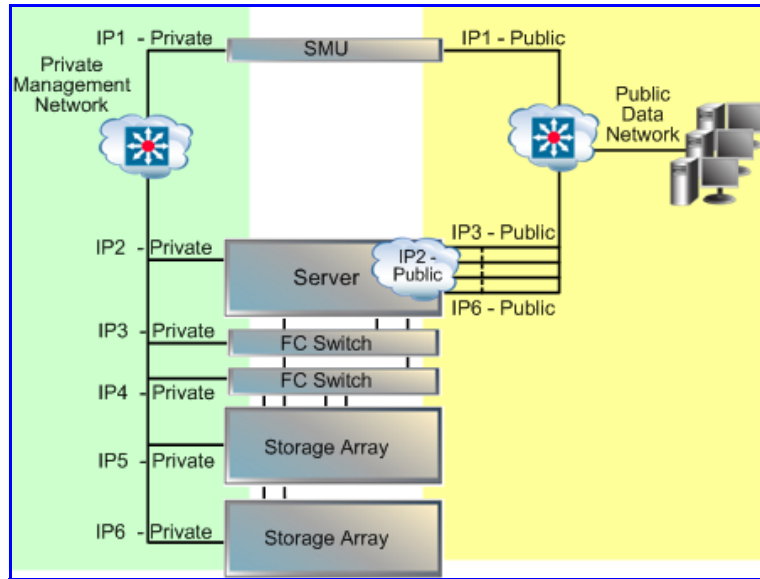 IP1 - Private
SMU
IP1 - Public
Private
Management
Network
Public
Data
Network
IP2 - Private
Server
IP2 -
Public
IP3 - Public
IP6 - Public
IP3 - Private
FC Switch
FC Switch
IP4 - Private
Storage Array
IP5 - Private
IP6 - Private
Storage Array